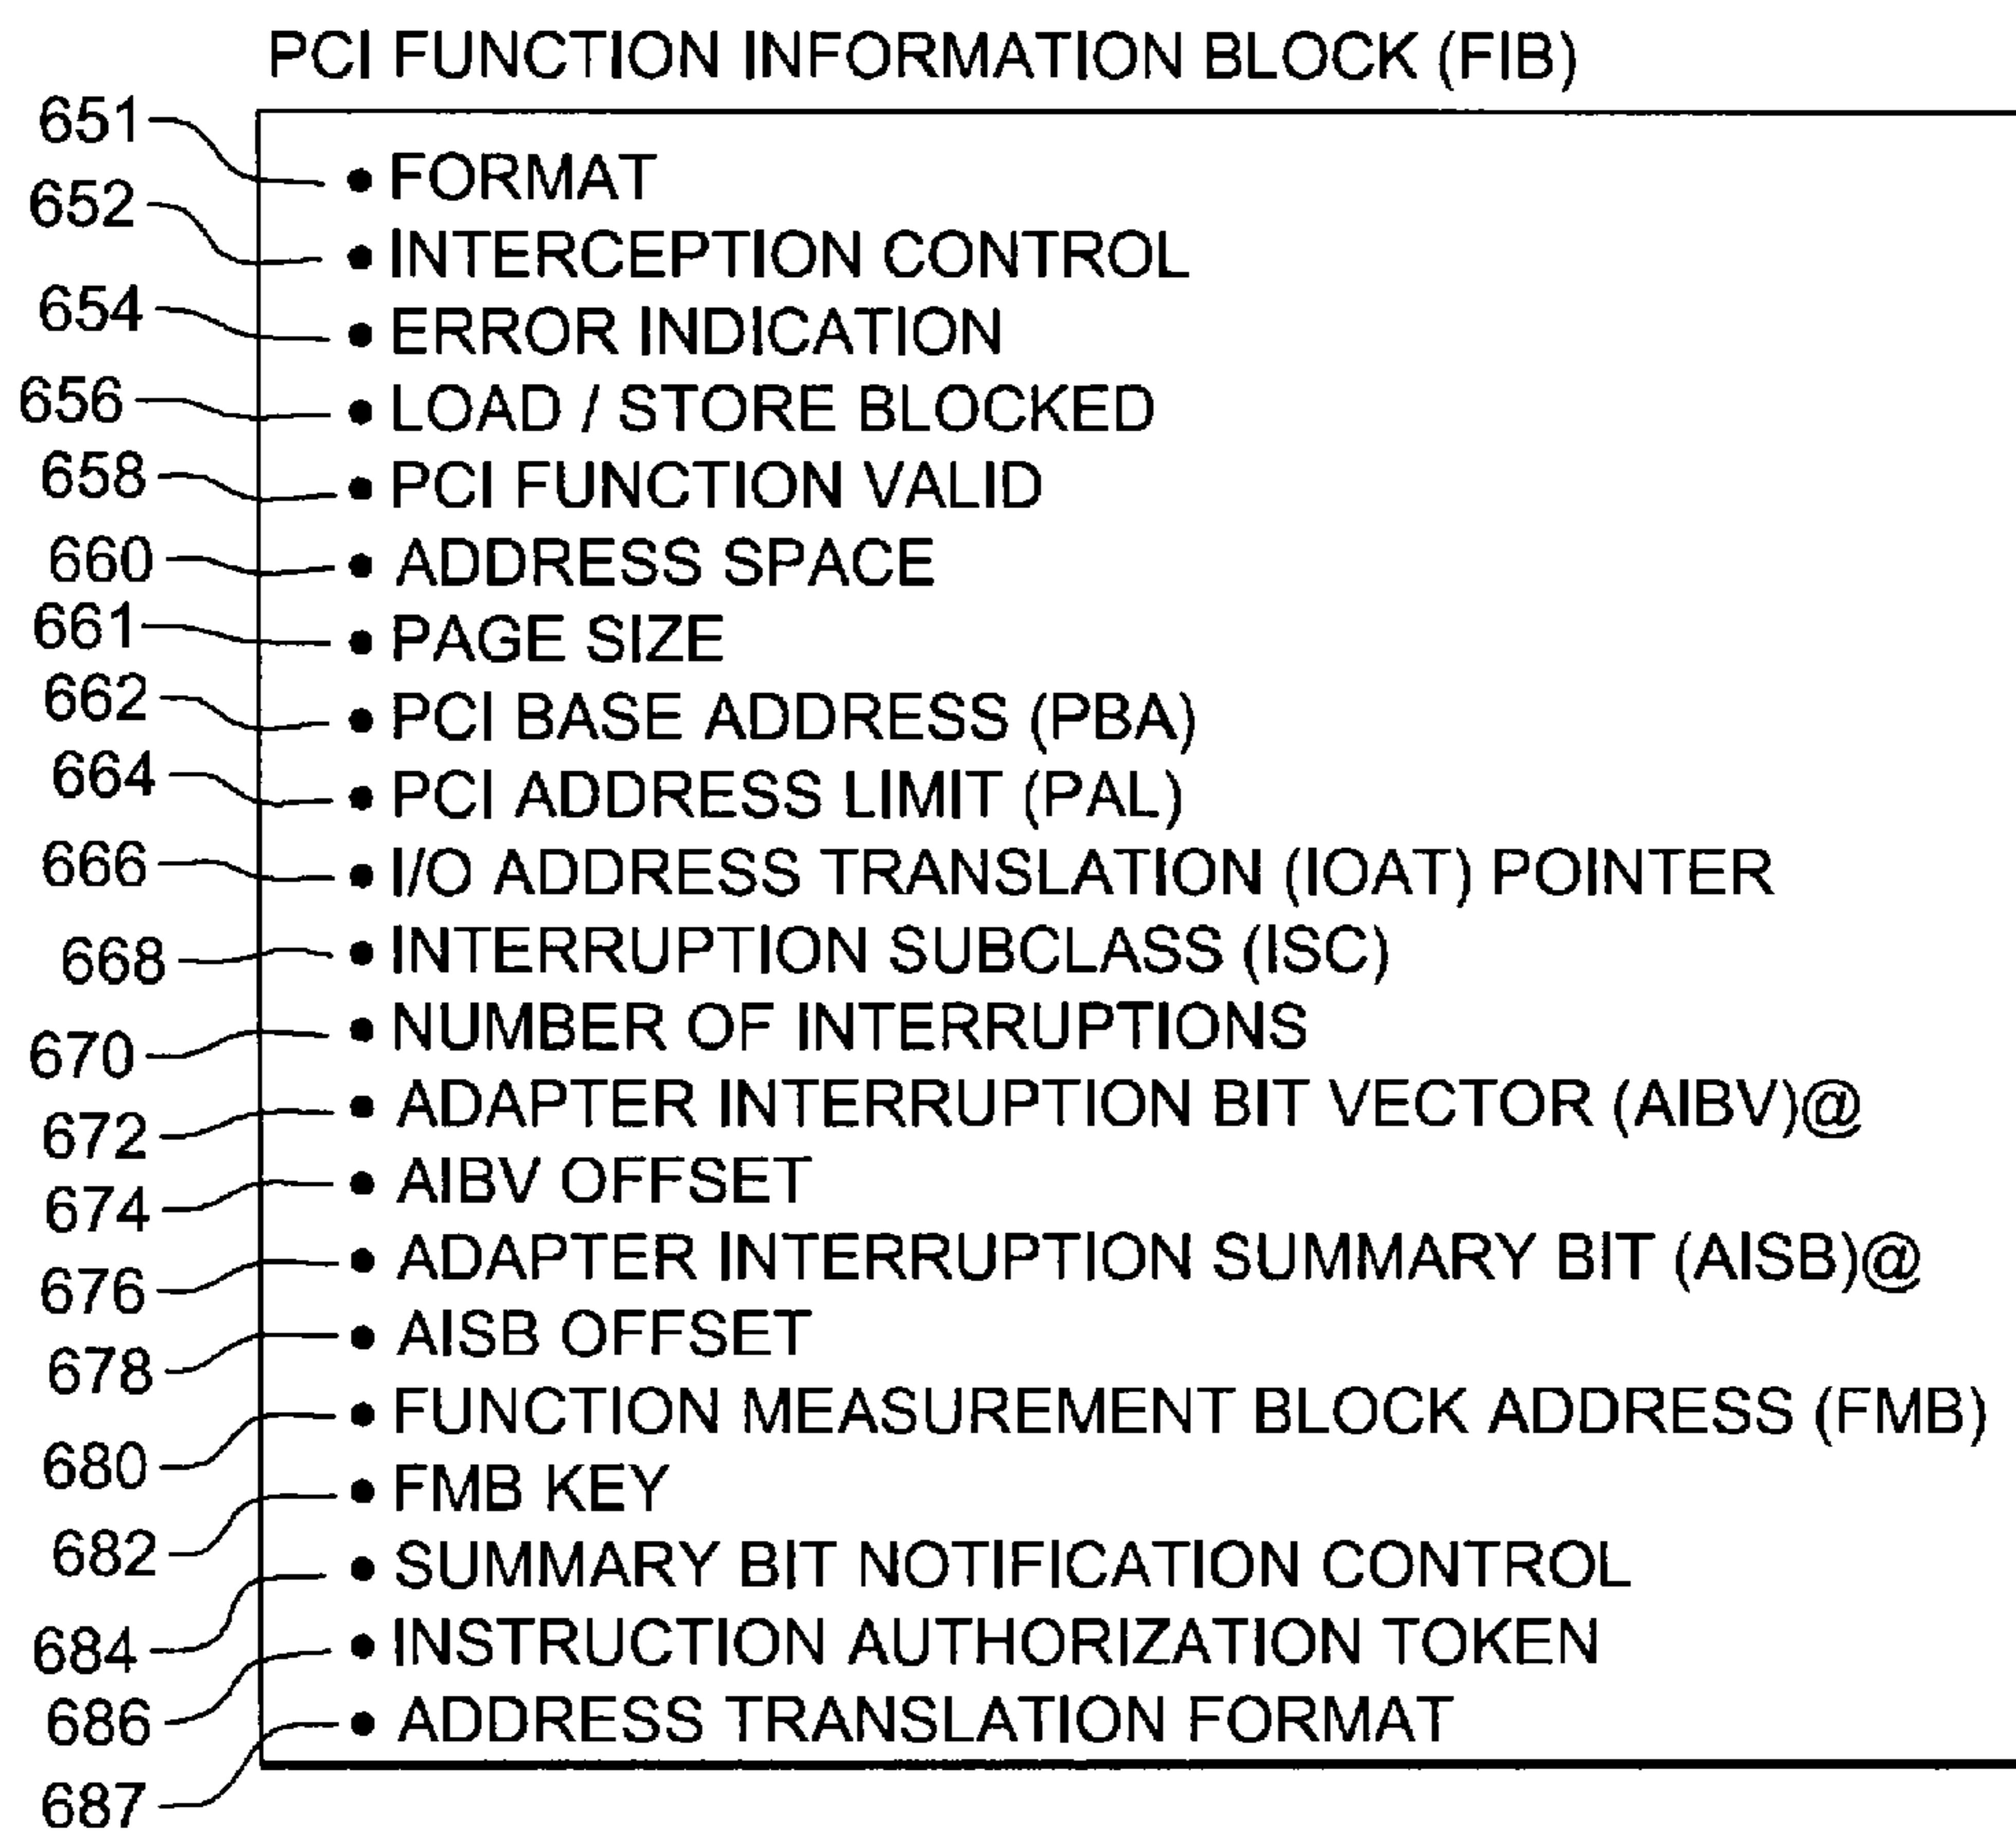 PCI FUNCTION INFORMATION BLOCK (FIB)
651 • FORMAT
652 • INTERCEPTION CONTROL
654 • ERROR INDICATION
656 • LOAD / STORE BLOCKED
658 • PCI FUNCTION VALID
660 • ADDRESS SPACE
661 • PAGE SIZE
662 • PCI BASE ADDRESS (PBA)
664 • PCI ADDRESS LIMIT (PAL)
666 • I/O ADDRESS TRANSLATION (IOAT) POINTER
668 • INTERRUPTION SUBCLASS (ISC)
670 • NUMBER OF INTERRUPTIONS
672 • ADAPTER INTERRUPTION BIT VECTOR (AIBV)@
674 • AIBV OFFSET
676 • ADAPTER INTERRUPTION SUMMARY BIT (AISB)@
678 • AISB OFFSET
680 • FUNCTION MEASUREMENT BLOCK ADDRESS (FMB)
682 • FMB KEY
684 • SUMMARY BIT NOTIFICATION CONTROL
686 • INSTRUCTION AUTHORIZATION TOKEN
687 • ADDRESS TRANSLATION FORMAT